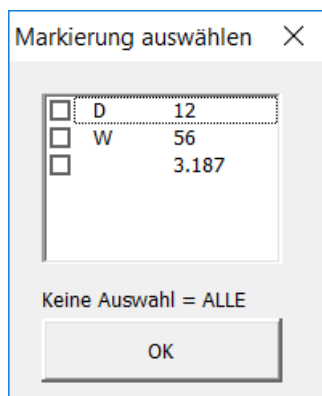 Markierung auswählen
D 12
W 56
3.187
Keine Auswahl = ALLE
OK